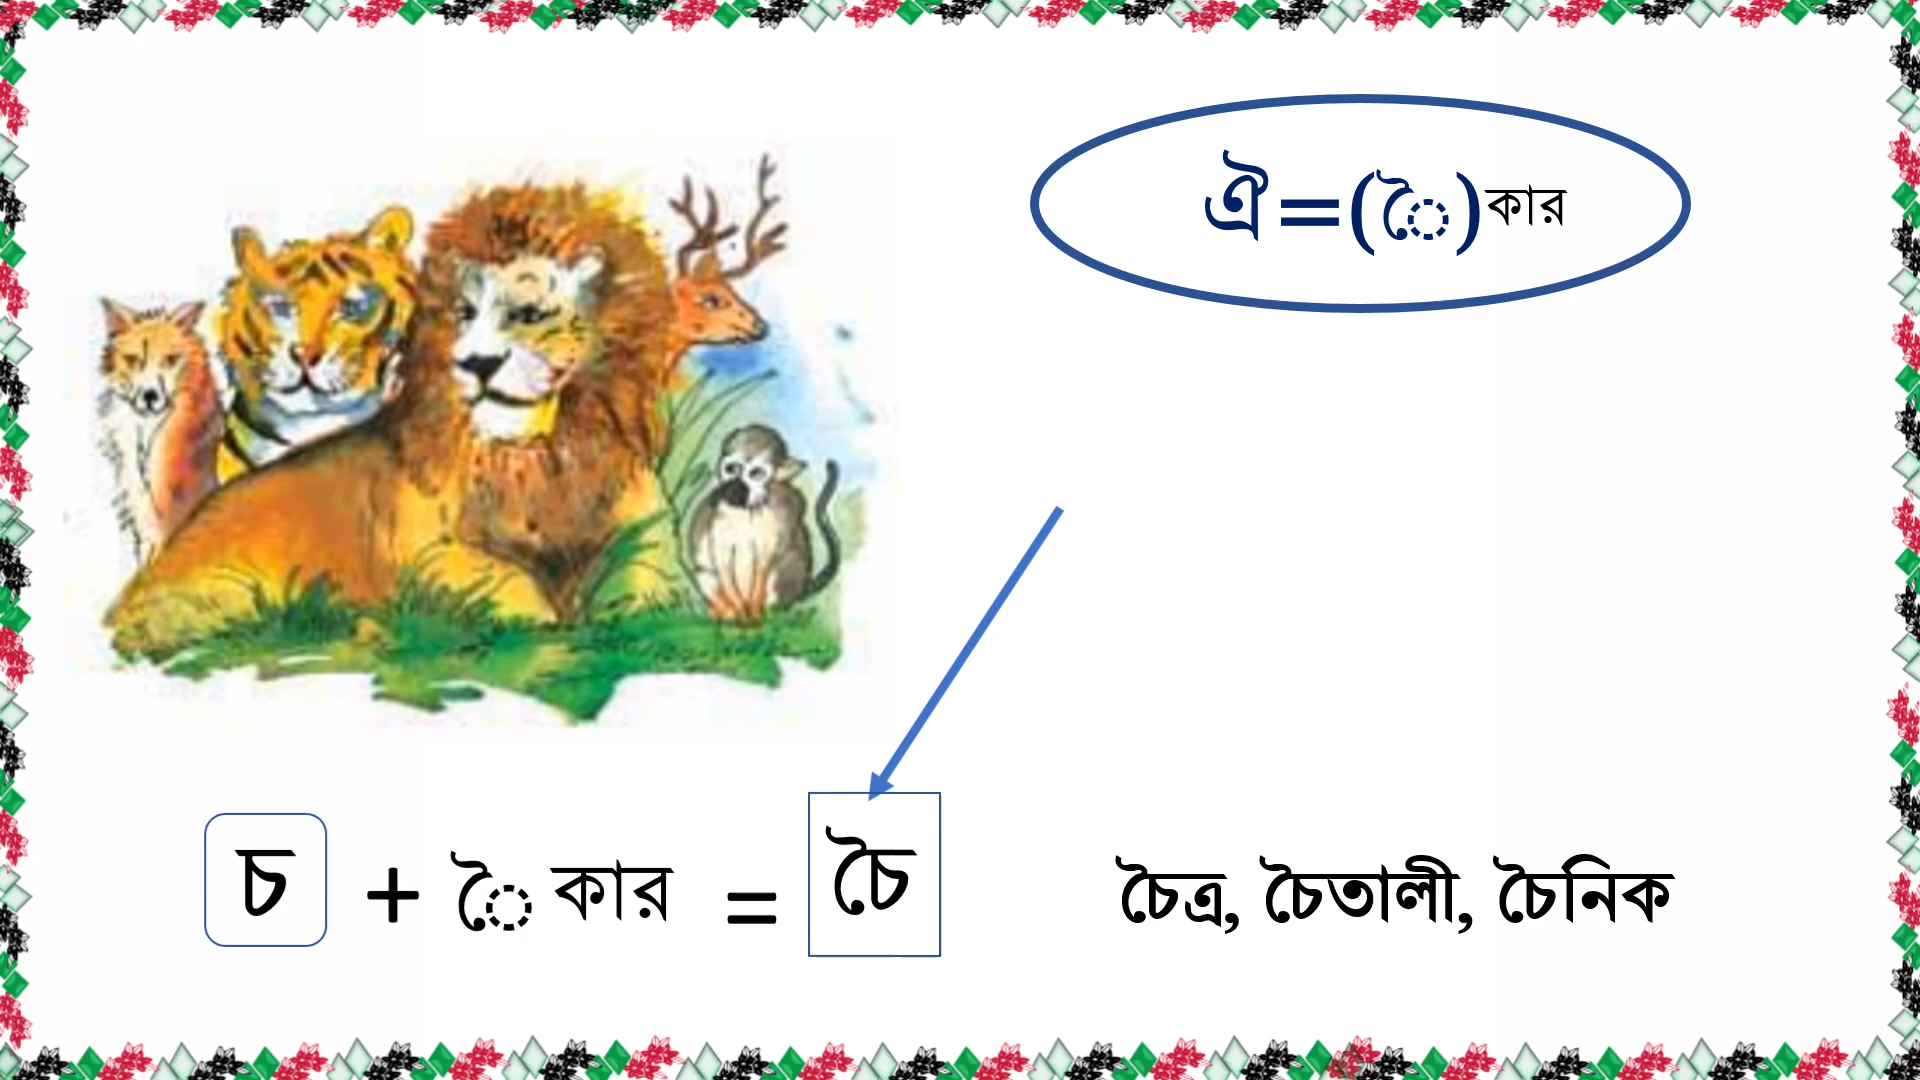 ঐ=(ৈ)কার
চ + ৈ কার = চৈ
চৈত্র, চৈতালী, চৈনিক